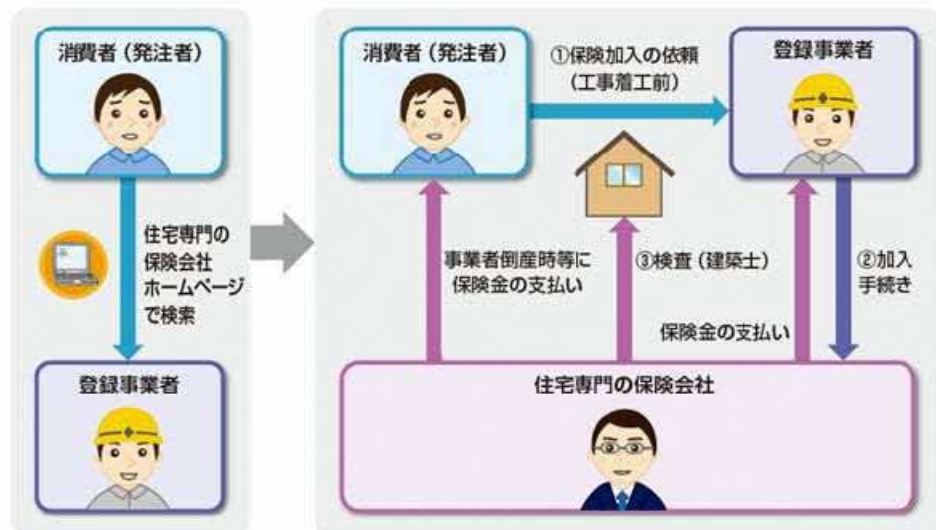 消費者（発注者）
住宅専門の
保険会社
ホームページ
で検索
登録事業者
消費者（発注者）
①保険加入の依頼
（工事着工前）
登録事業者
事業者倒産時等に
保険金の支払い
③検査（建築士）
保険金の支払い
②加入
手続き
住宅専門の保険会社